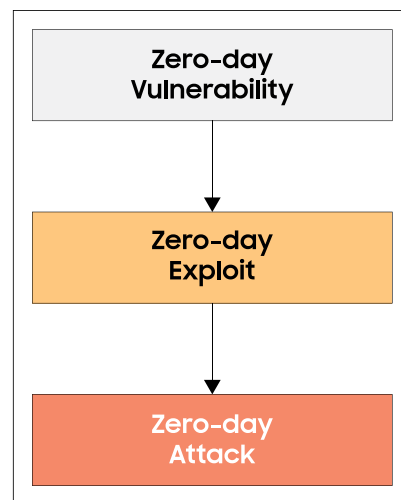 Zero-day
Vulnerability
Zero-day
Exploit
Zero-day
Attack